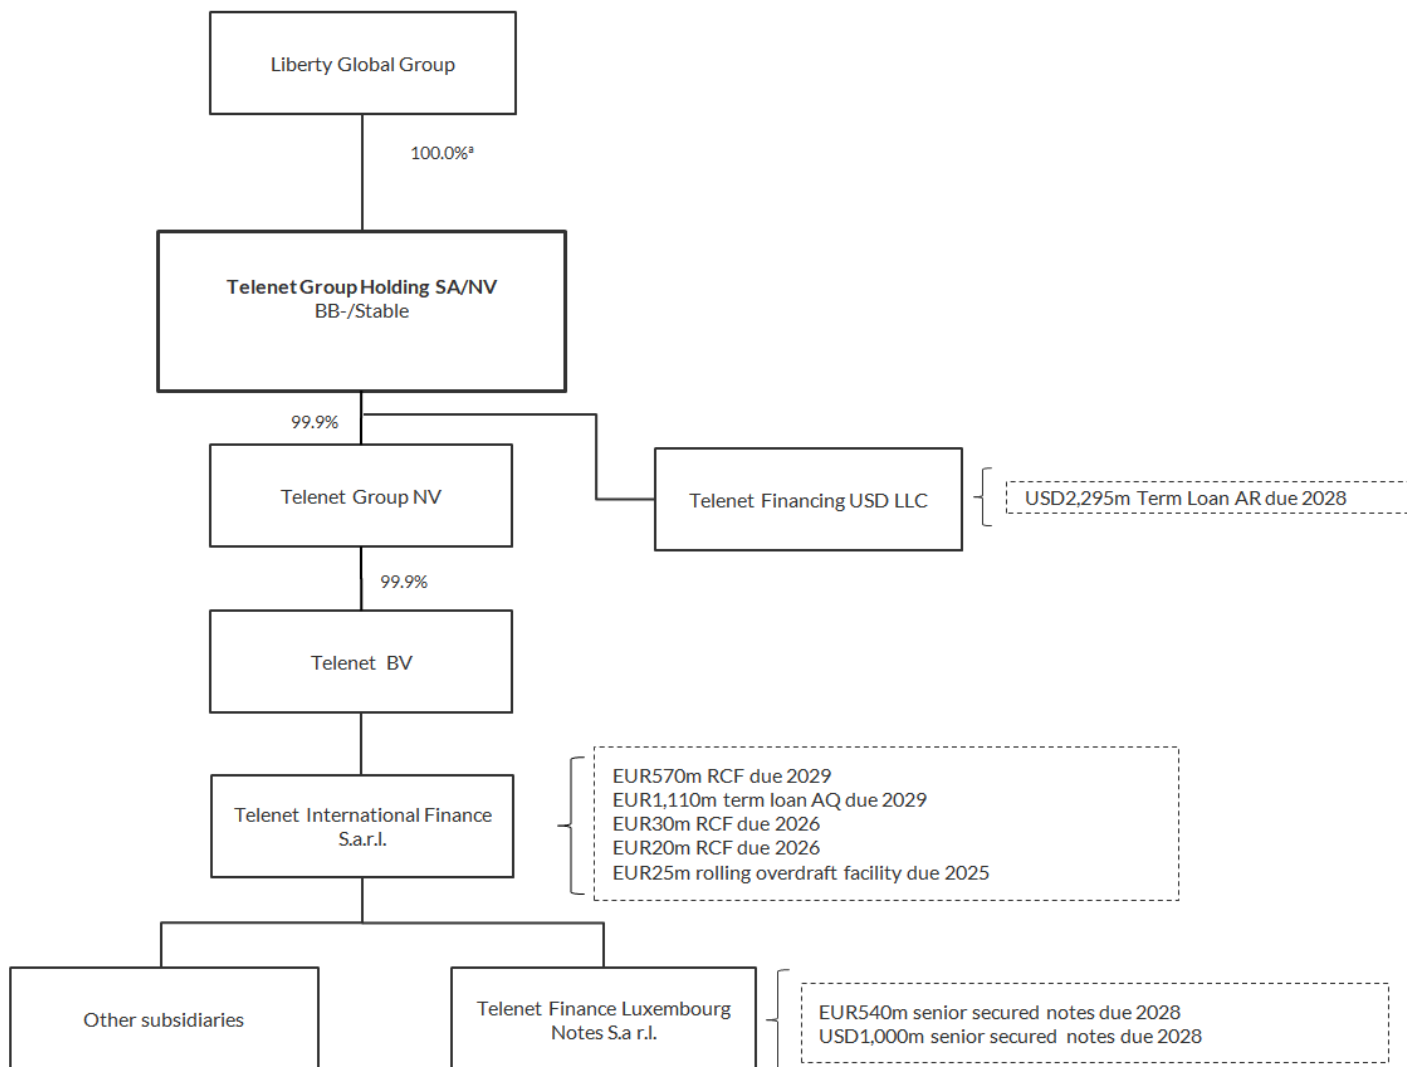 Liberty Global Group
100.0%ª
Telenet Group Holding SA/NV
BB-/Stable
99.9%
Telenet Group NV
Telenet Financing USD LLC
USD2,295m Term Loan AR due 2028
99.9%
Telenet BV
Telenet International Finance
S.a.r.l.
EUR570m RCF due 2029
EUR1,110m term loan AQ due 2029
EUR30m RCF due 2026
EUR20m RCF due 2026
EUR25m rolling overdraft facility due 2025
Other subsidiaries
Telenet Finance Luxembourg
Notes S.a r.l.
EUR540m senior secured notes due 2028
USD1,000m senior secured notes due 2028